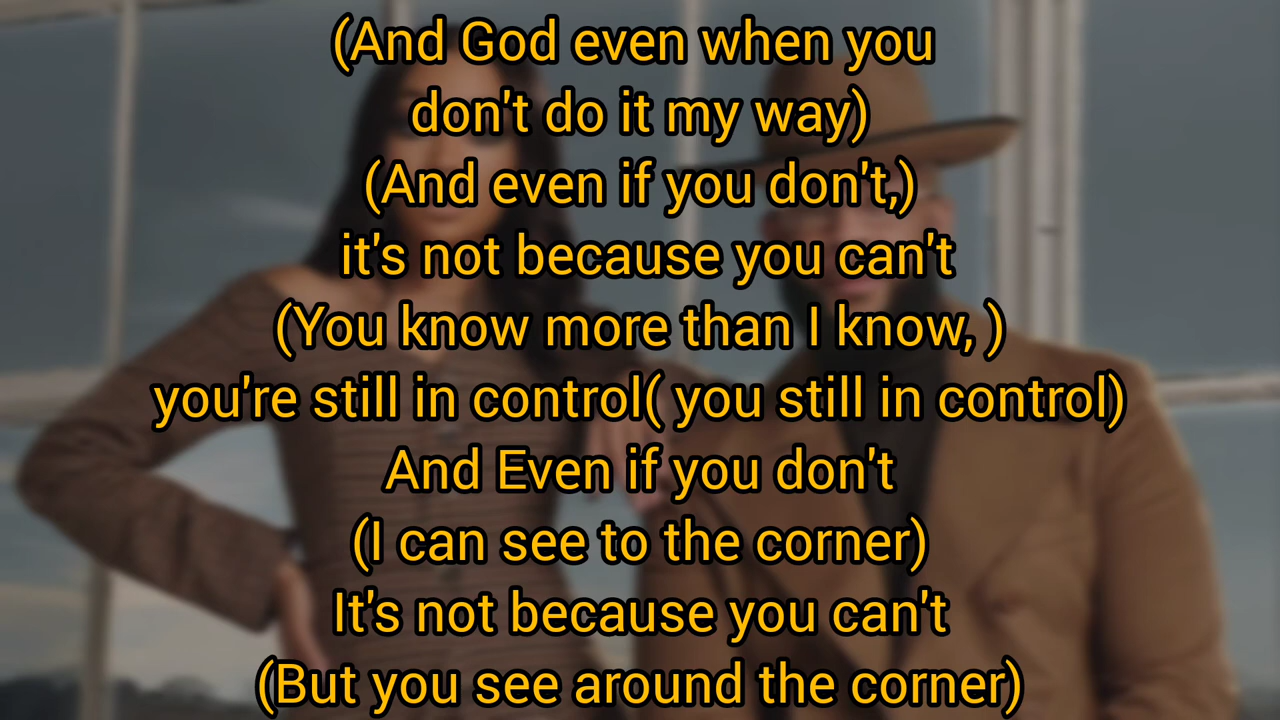 (And God even when you
don't do it my way)
(And even if you don't,)
it's not because you can't
(You know more than I know, )
you're still in control( you still in control)
And Even if you don't
(I can see to the corner)
It's not because you can't
(But you see around the corner)